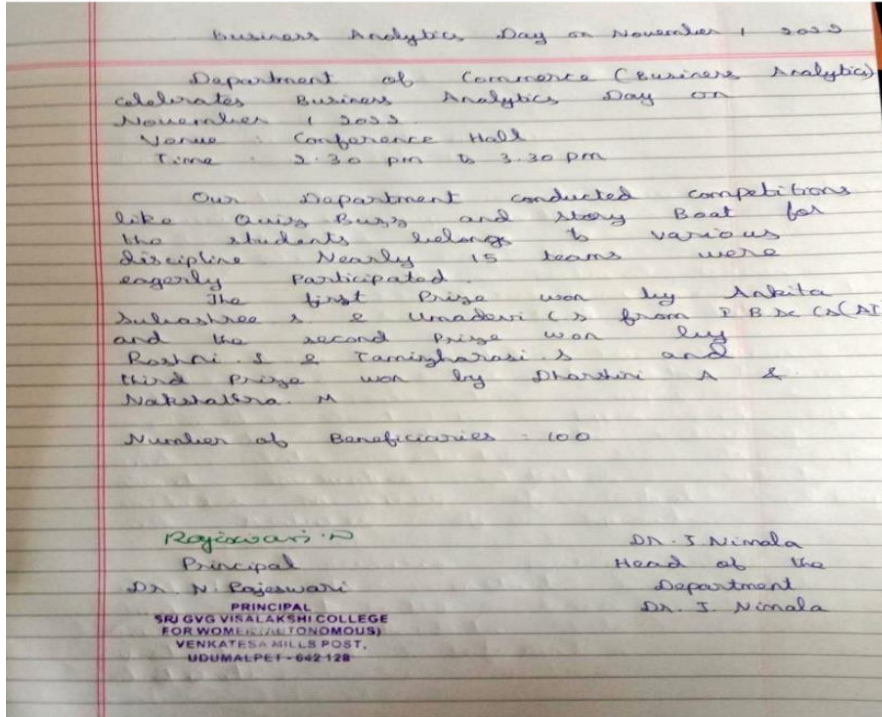 Business Analytics Day on November 1 2022
Department of Commerce (Business Analytics)
celebrates Business Analytics Day on
November 1 2022.
Venue : Conference Hall
Time : 2.30 pm to 3.30 pm
Our Department conducted competitions
like Quiz Buzz and Story Boat for
the students belongs to various
discipline Nearly 15 teams were
eagerly Participated.
The first Prize won by Ankita
Subashree S & Umadevi C S from I B Sc CS(AI
and the second Prize won by
Roshni. S & Tamizharasi. S and
third Prize won by Dharshini A &
Nakshathra. M
Number of Beneficiaries : 100
Rajeswari. N
Dr. J Nirmala
Principal
Head of the
Dr. N. Rajeswari
Department
Dr. J. Nirmala
PRINCIPAL
SRI GVG VISALAKSHI COLLEGE
FOR WOMEN (AUTONOMOUS)
VENKATESA MILLS POST,
UDUMALPET - 642 128